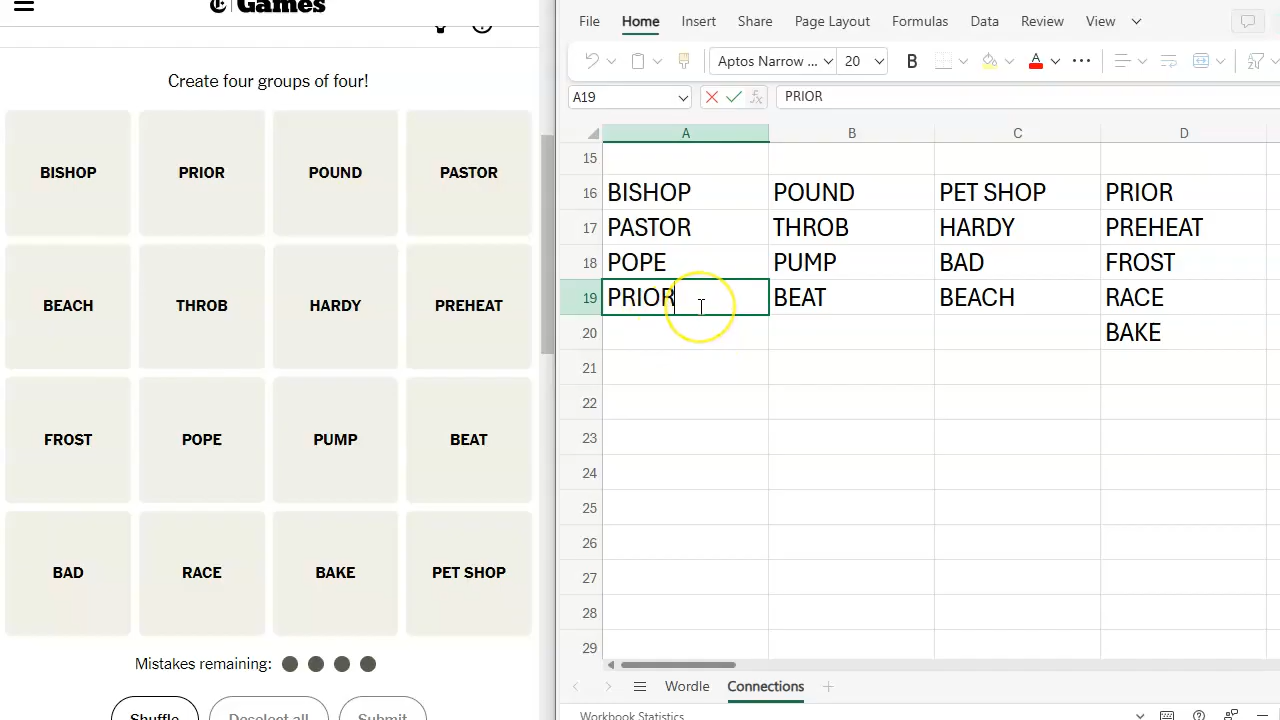 Games
Create four groups of four!
BISHOP PRIOR POUND PASTOR
BEACH THROB HARDY PREHEAT
FROST POPE PUMP BEAT
BAD RACE BAKE PET SHOP
Mistakes remaining:
Shuffle Deselect all Submit
File Home Insert Share Page Layout Formulas Data Review View
Aptos Narrow ... 20 B A
A19 fx PRIOR
A B C D
15
16 BISHOP POUND PET SHOP PRIOR
17 PASTOR THROB HARDY PREHEAT
18 POPE PUMP BAD FROST
19 PRIOR BEAT BEACH RACE
20 BAKE
21
22
23
24
25
26
27
28
29
Wordle Connections
Workbook Statistics